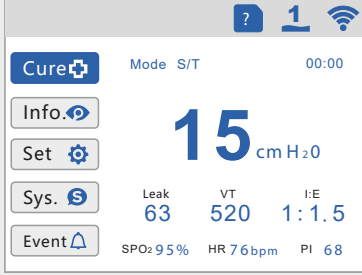 ?
1
Cure
Mode S/T 00:00
Info.
15 cmH2O
Set
Sys. S
Leak VT I:E
63 520 1:1.5
Event
SPO2 95% HR 76bpm PI 68